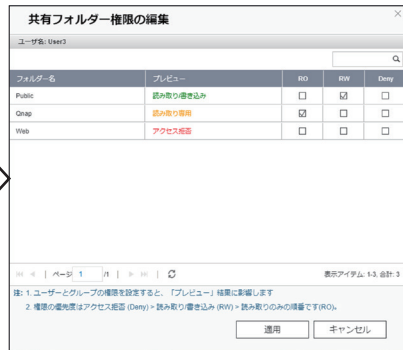 共有フォルダー権限の編集
ユーザ名: User3
フォルダー名 プレビュー RO RW Deny
Public 読み取り/書き込み
Qnap 読み取り専用
Web アクセス拒否
ページ 1 /1 表示アイテム: 1-3, 合計: 3
注: 1. ユーザーとグループの権限を設定すると、「プレビュー」結果に影響します
2. 権限の優先度はアクセス拒否 (Deny) > 読み取り/書き込み (RW) > 読み取りのみの順番です(RO)。
適用 キャンセル